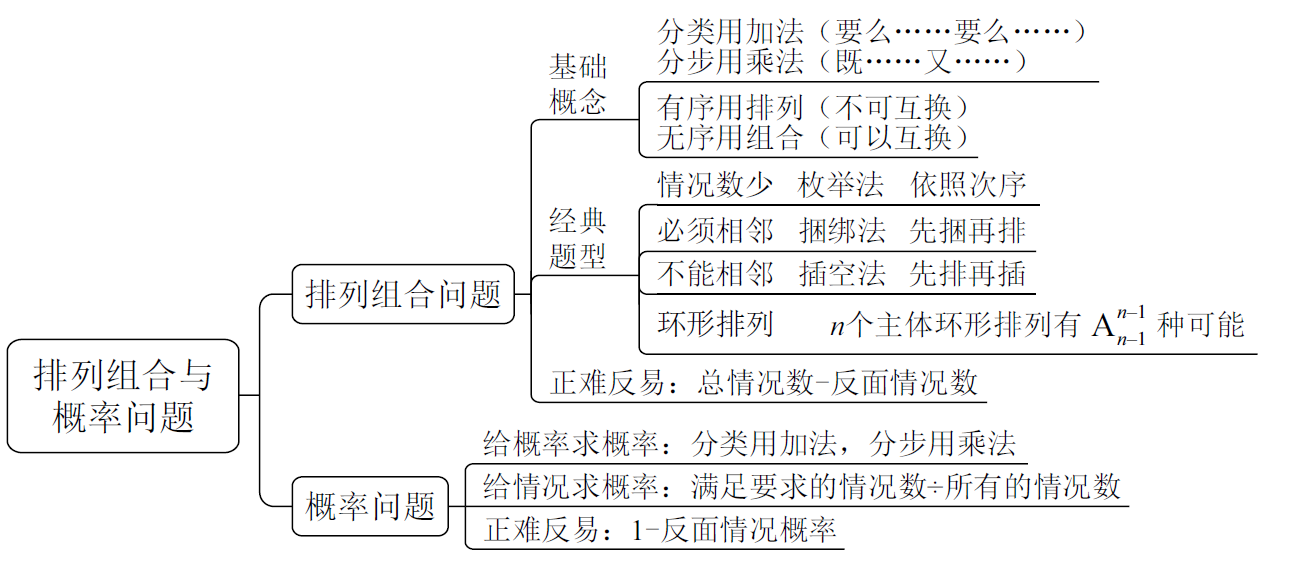 排列组合与
概率问题
排列组合问题
基础
概念
分类用加法（要么……要么……）
分步用乘法（既……又……）
有序用排列（不可互换）
无序用组合（可以互换）
经典
题型
情况数少 枚举法 依照次序
必须相邻 捆绑法 先捆再排
不能相邻 插空法 先排再插
环形排列 n个主体环形排列有 A_{n-1}^{n-1} 种可能
正难反易：总情况数-反面情况数
概率问题
给概率求概率：分类用加法，分步用乘法
给情况求概率：满足要求的情况数÷所有的情况数
正难反易：1-反面情况概率